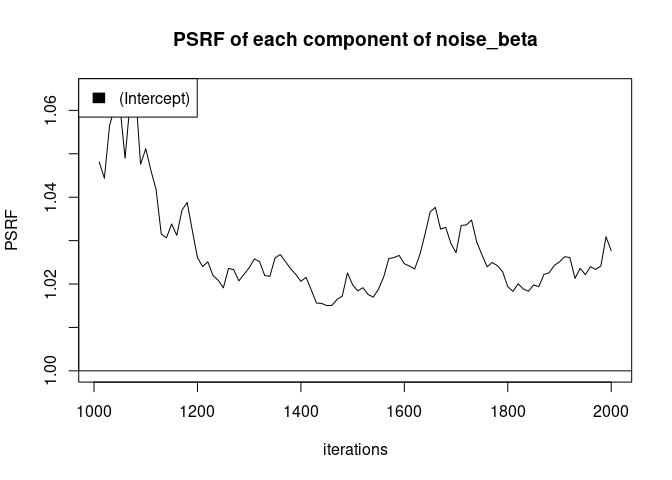 PSRF of each component of noise_beta
(Intercept)
PSRF
1.06
1.04
1.02
1.00
1000 1200 1400 1600 1800 2000
iterations